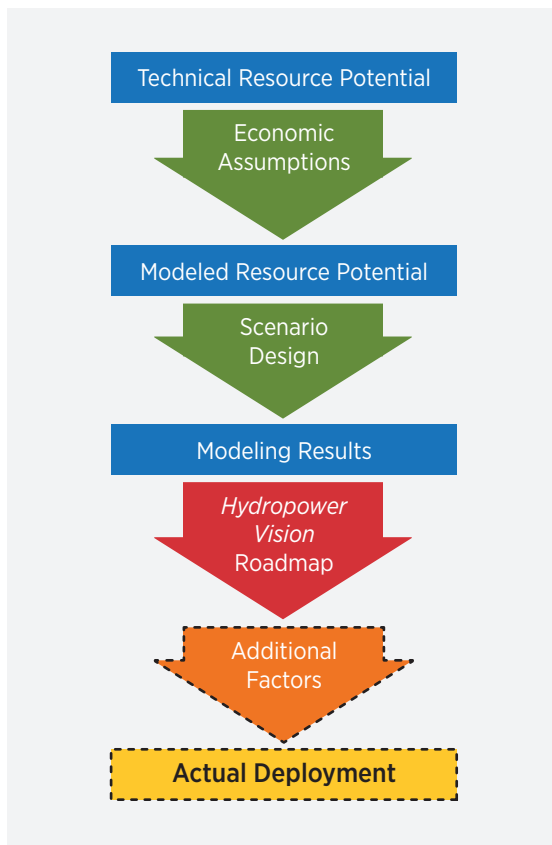 Technical Resource Potential
Economic
Assumptions
Modeled Resource Potential
Scenario
Design
Modeling Results
Hydropower
Vision
Roadmap
Additional
Factors
Actual Deployment